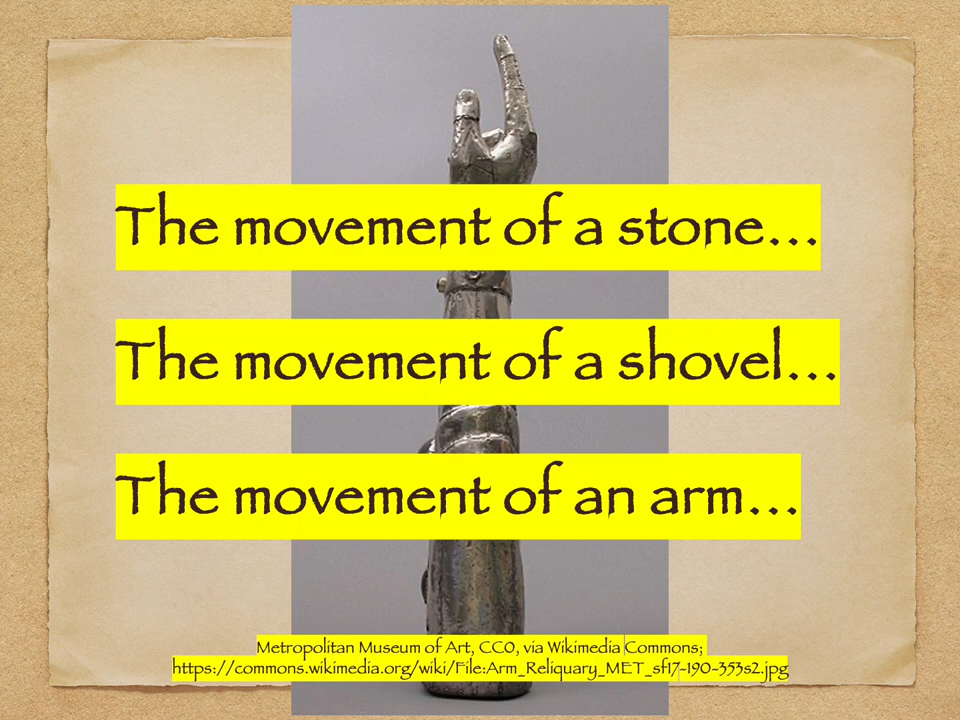 The movement of a stone...
The movement of a shovel...
The movement of an arm...
Metropolitan Museum of Art, CC0, via Wikimedia Commons;
https://commons.wikimedia.org/wiki/File:Arm_Reliquary_MET_sf17-190-353s2.jpg